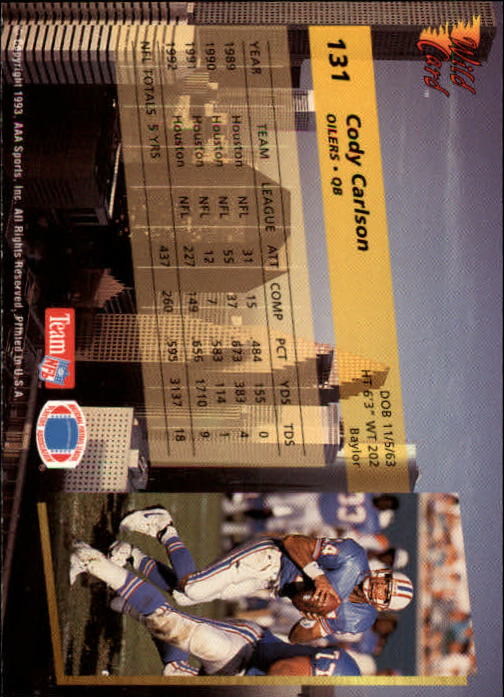 Wild
Card
131 Cody Carlson
OILERS • QB
DOB 11/5/63
HT 6'3" WT 202
Baylor
YEAR TEAM LEAGUE ATT COMP PCT YDS TDS
1989 Houston NFL 31 15 .484 155 0
1990 Houston NFL 55 37 .673 383 4
1991 Houston NFL 12 7 .583 114 1
1992 Houston NFL 227 149 .657 1710 9
NFL TOTALS 5 YRS 437 260 .595 3137 18
Team NFL
© Copyright 1993, AAA Sports, Inc. All Rights Reserved, Printed in U.S.A